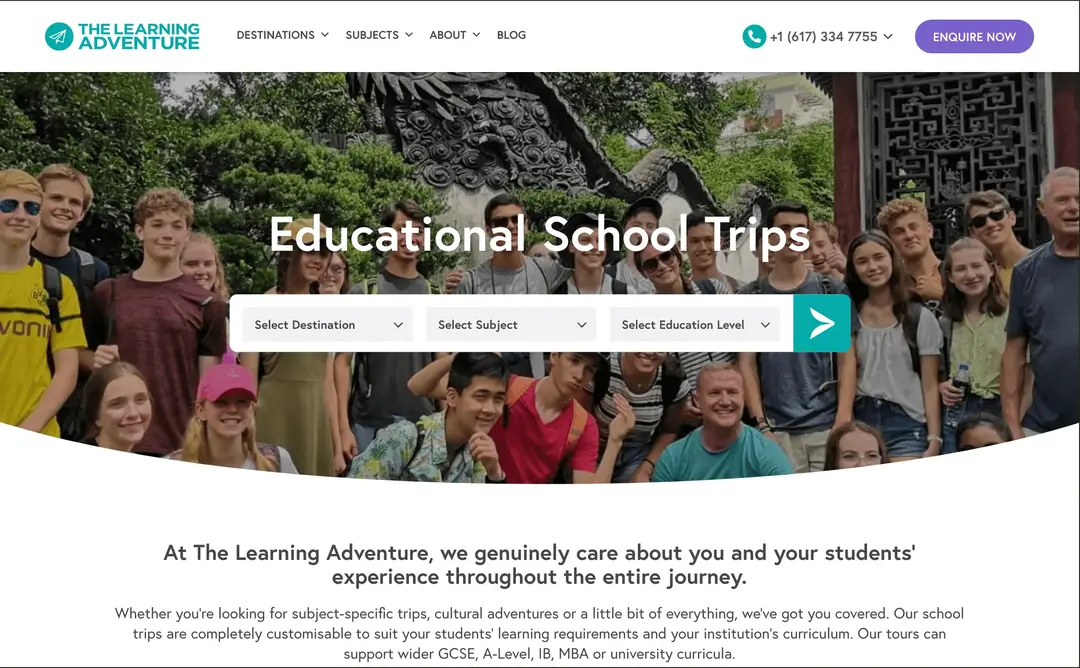 THE LEARNING
ADVENTURE
DESTINATIONS
SUBJECTS
ABOUT
BLOG
+1 (617) 334 7755
ENQUIRE NOW
Educational School Trips
Select Destination
Select Subject
Select Education Level
At The Learning Adventure, we genuinely care about you and your students'
experience throughout the entire journey.
Whether you're looking for subject-specific trips, cultural adventures or a little bit of everything, we've got you covered. Our school
trips are completely customisable to suit your students' learning requirements and your institution's curriculum. Our tours can
support wider GCSE, A-Level, IB, MBA or university curricula.